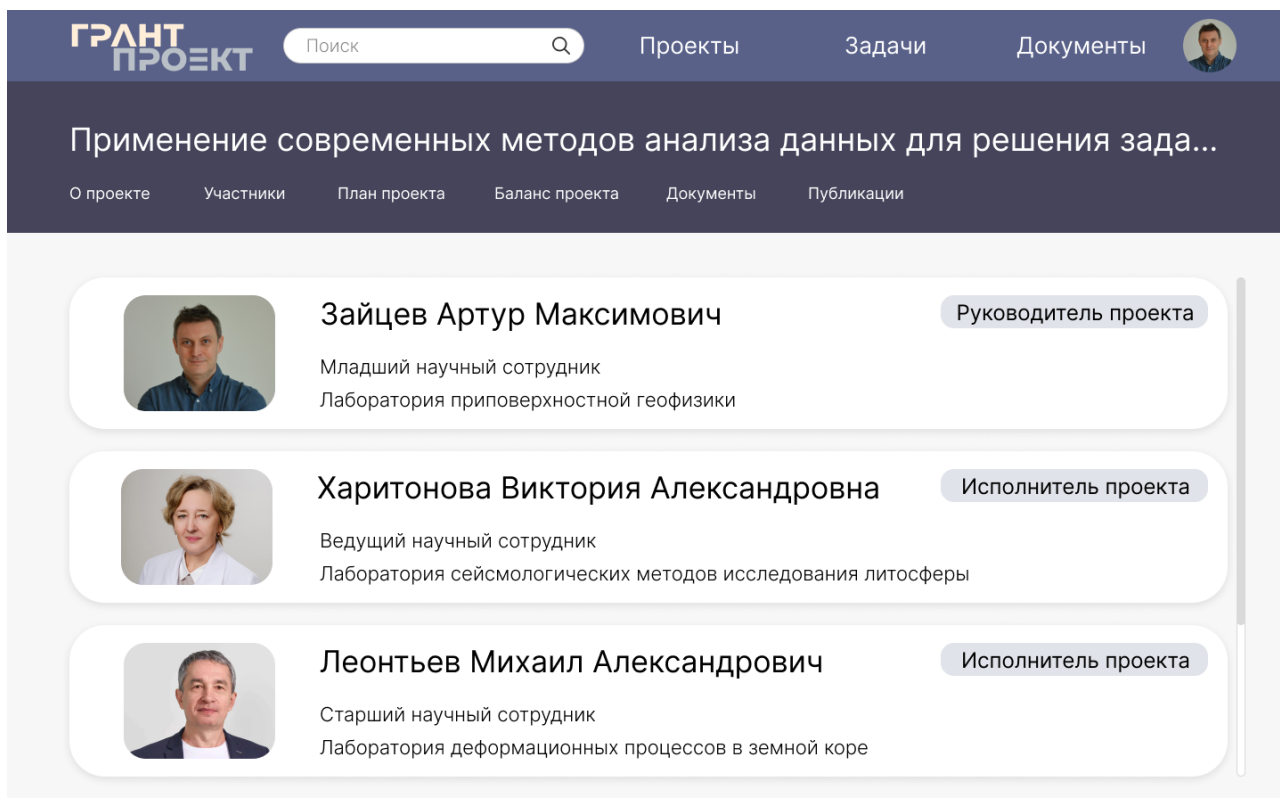 ГРАНТ
ПРОЕКТ
Поиск
Проекты
Задачи
Документы
Применение современных методов анализа данных для решения зада...
О проекте
Участники
План проекта
Баланс проекта
Документы
Публикации
Зайцев Артур Максимович
Руководитель проекта
Младший научный сотрудник
Лаборатория приповерхностной геофизики
Харитонова Виктория Александровна
Исполнитель проекта
Ведущий научный сотрудник
Лаборатория сейсмологических методов исследования литосферы
Леонтьев Михаил Александрович
Исполнитель проекта
Старший научный сотрудник
Лаборатория деформационных процессов в земной коре